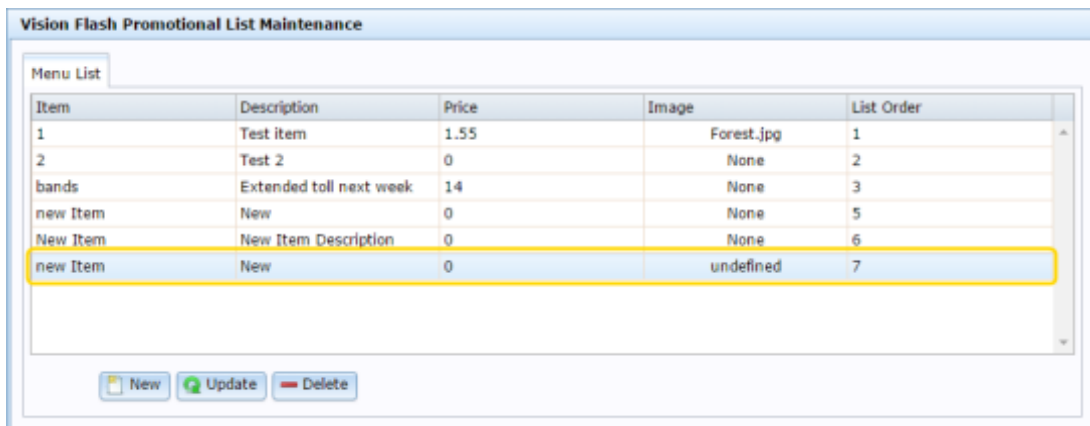 Vision Flash Promotional List Maintenance
Menu List
Item Description Price Image List Order
1 Test item 1.55 Forest.jpg 1
2 Test 2 0 None 2
bands Extended toll next week 14 None 3
new Item New 0 None 5
New Item New Item Description 0 None 6
new Item New 0 undefined 7
New Update Delete